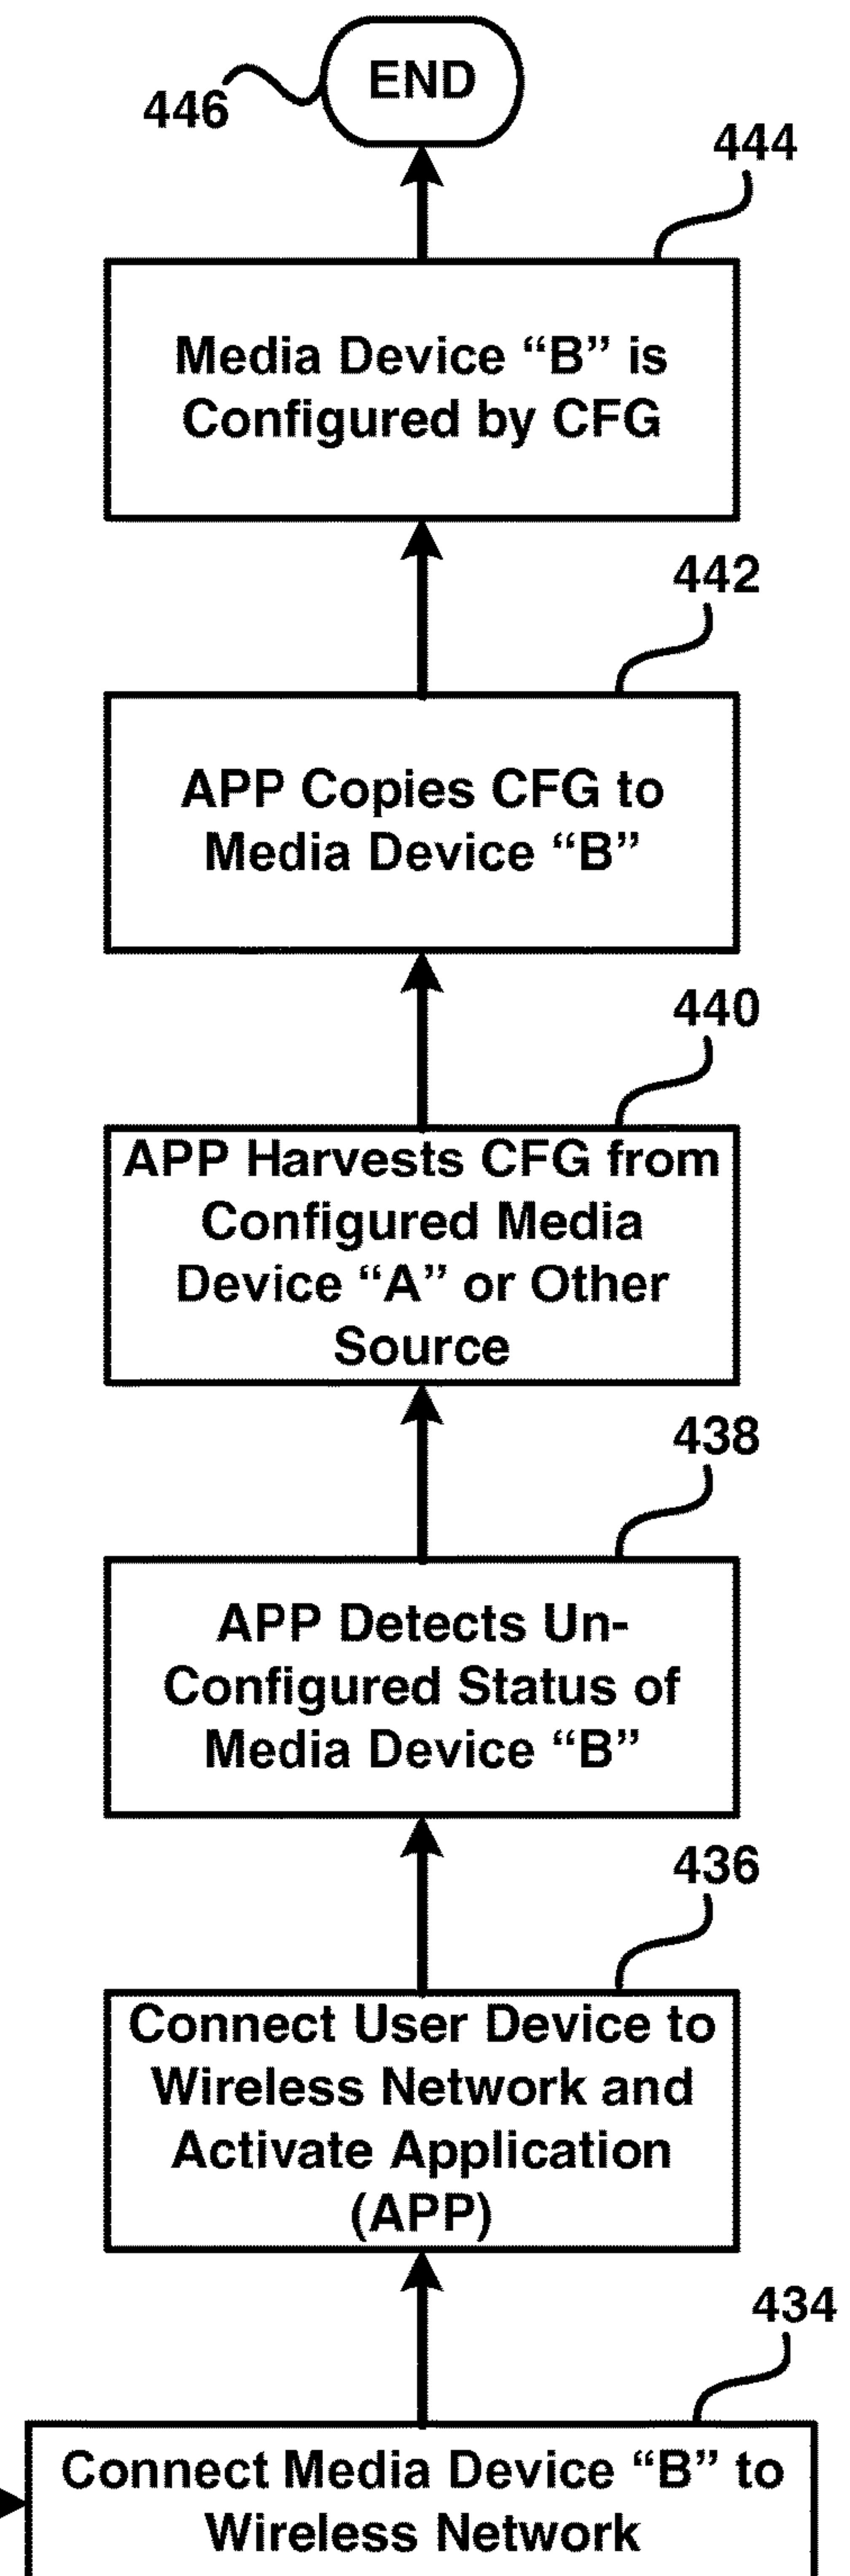 END
446
444
Media Device “B” is
Configured by CFG
442
APP Copies CFG to
Media Device “B”
440
APP Harvests CFG from
Configured Media
Device “A” or Other
Source
438
APP Detects Un-
Configured Status of
Media Device “B”
436
Connect User Device to
Wireless Network and
Activate Application
(APP)
434
Connect Media Device “B” to
Wireless Network